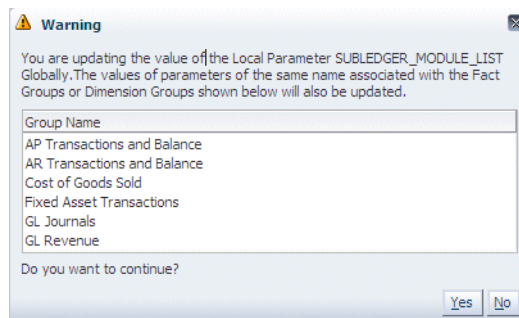 Warning
You are updating the value of the Local Parameter SUBLEDGER_MODULE_LIST
Globally.The values of parameters of the same name associated with the Fact
Groups or Dimension Groups shown below will also be updated.
Group Name
AP Transactions and Balance
AR Transactions and Balance
Cost of Goods Sold
Fixed Asset Transactions
GL Journals
GL Revenue
Do you want to continue?
Yes No